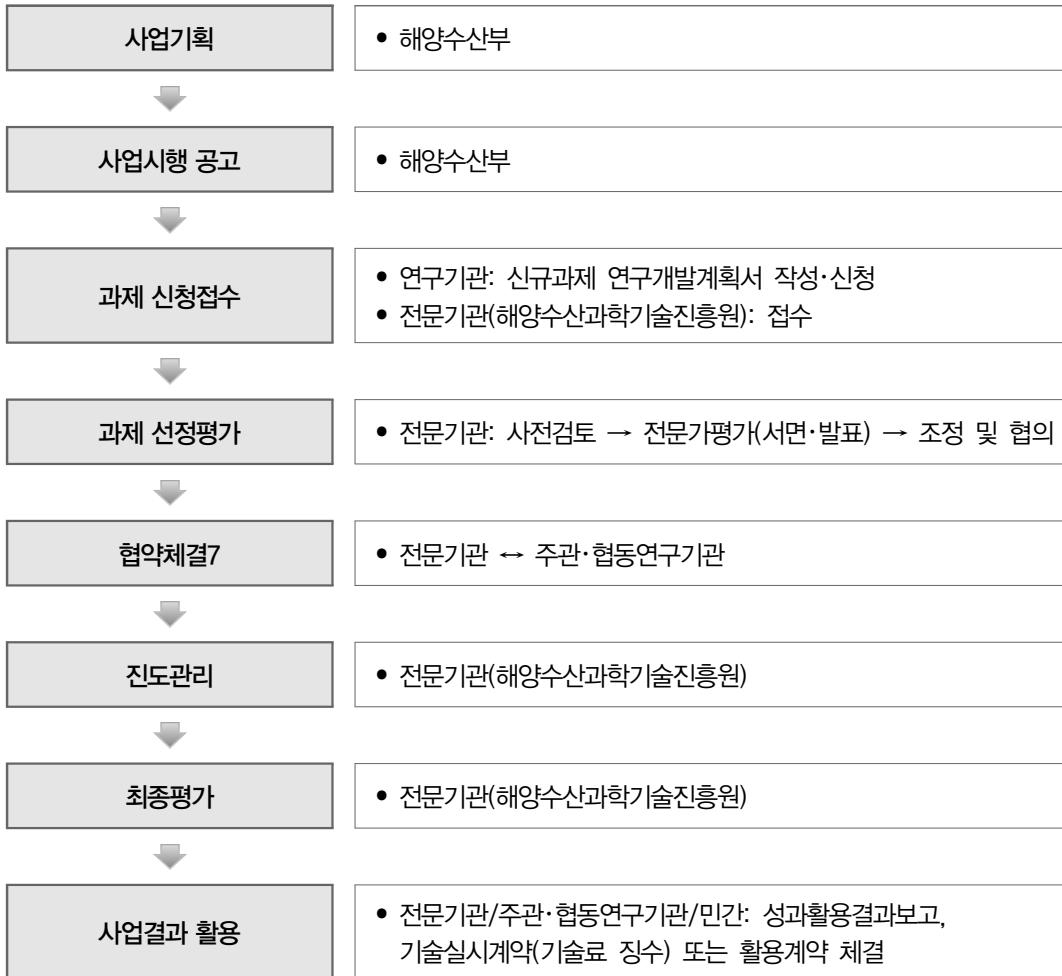 사업기획
• 해양수산부
사업시행 공고
• 해양수산부
과제 신청접수
• 연구기관: 신규과제 연구개발계획서 작성·신청
• 전문기관(해양수산과학기술진흥원): 접수
과제 선정평가
• 전문기관: 사전검토 → 전문가평가(서면·발표) → 조정 및 협의
협약체결7
• 전문기관 ↔ 주관·협동연구기관
진도관리
• 전문기관(해양수산과학기술진흥원)
최종평가
• 전문기관(해양수산과학기술진흥원)
사업결과 활용
• 전문기관/주관·협동연구기관/민간: 성과활용결과보고,
기술실시계약(기술료 징수) 또는 활용계약 체결